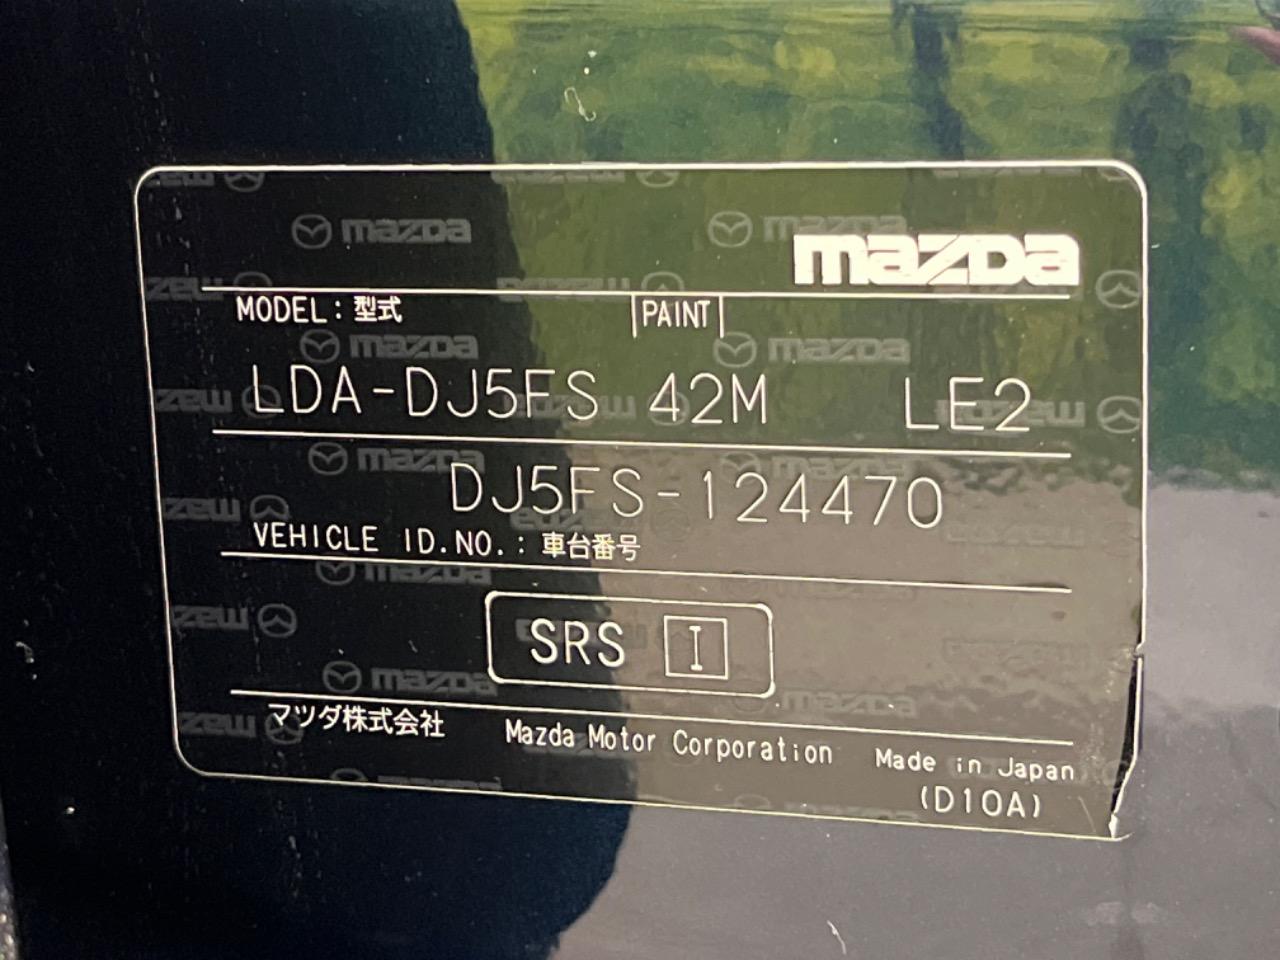 mazda
MODEL：型式 PAINT
LDA-DJ5FS 42M LE2
DJ5FS-124470
VEHICLE ID.NO.：車台番号
SRS I
マツダ株式会社 Mazda Motor Corporation Made in Japan
(D10A)